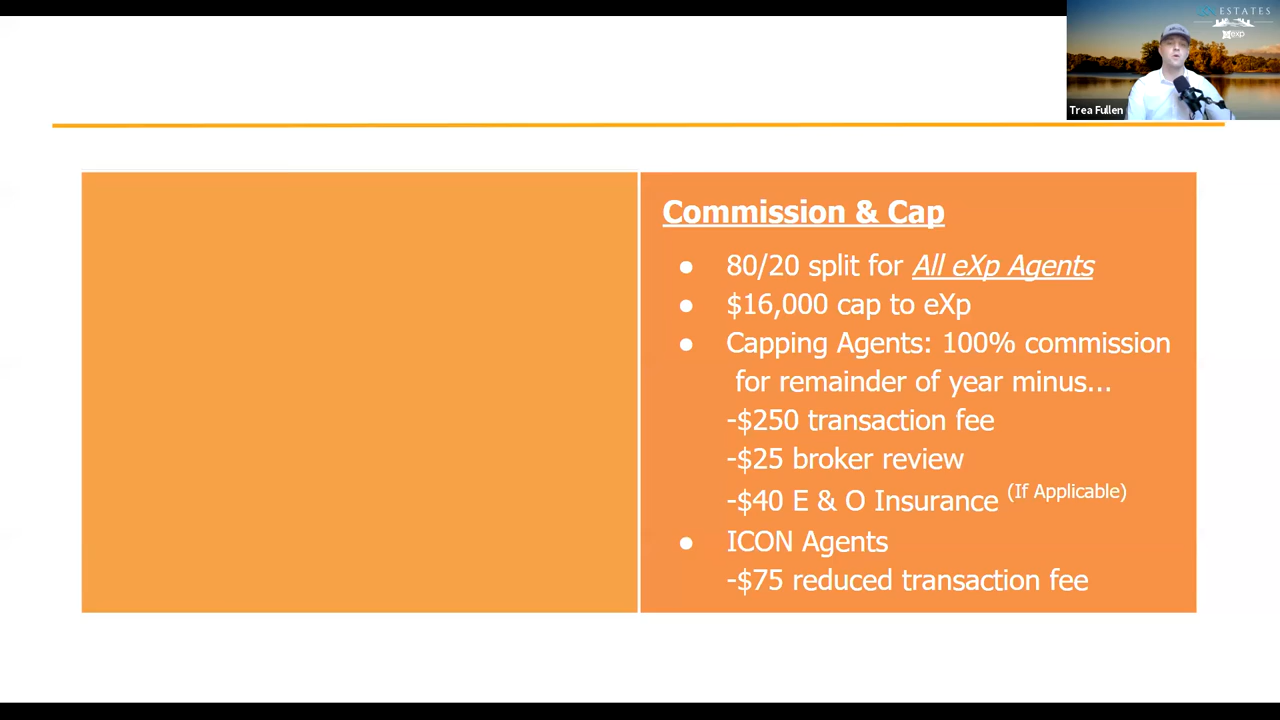 ESTATES
exp
Trea Fullen
Commission & Cap
● 80/20 split for All eXp Agents
● $16,000 cap to eXp
● Capping Agents: 100% commission
for remainder of year minus...
-$250 transaction fee
-$25 broker review
-$40 E & O Insurance (If Applicable)
● ICON Agents
-$75 reduced transaction fee